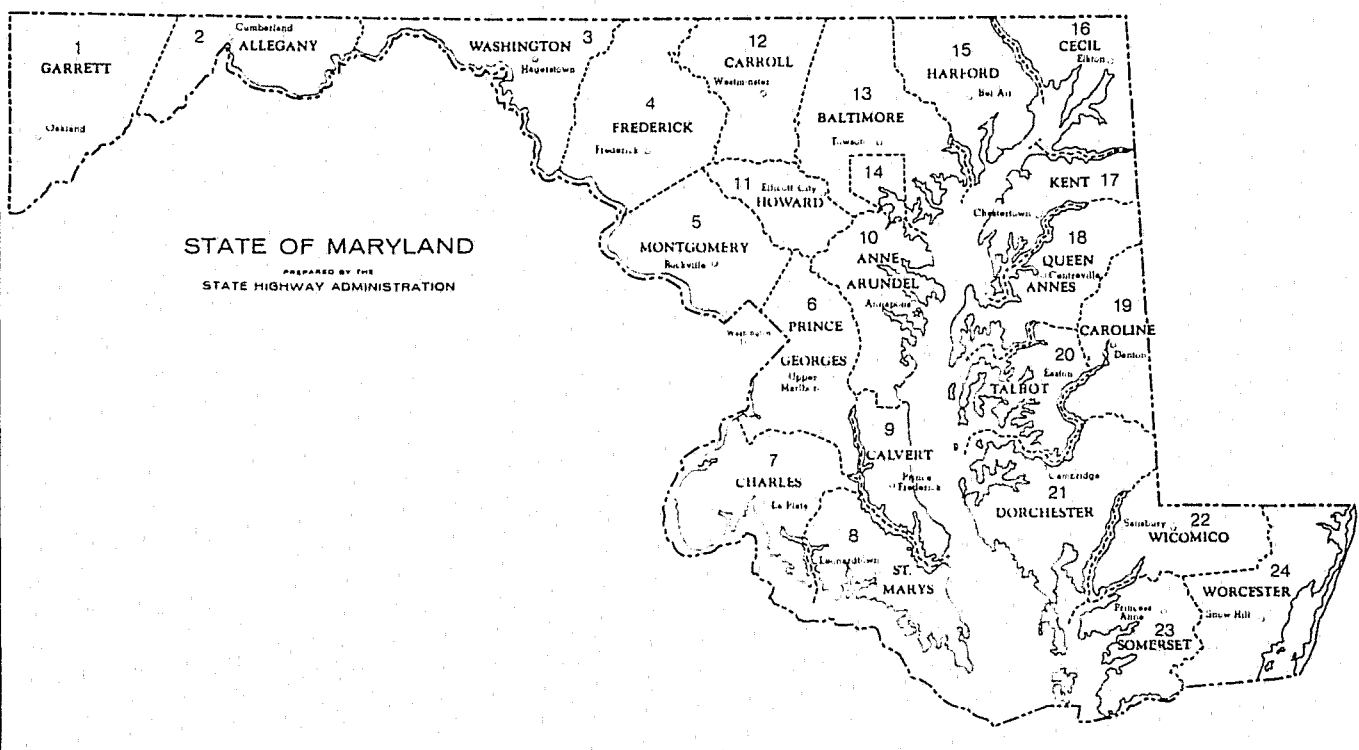 1
GARRETT
Oakland
2
Cumberland
ALLEGANY
3
WASHINGTON
Hagerstown
4
FREDERICK
Frederick
12
CARROLL
Westminster
13
BALTIMORE
Towson
14
15
HARFORD
Bel Air
16
CECIL
Elkton
KENT 17
Chestertown
11
Ellicott City
HOWARD
5
MONTGOMERY
Rockville
STATE OF MARYLAND
PREPARED BY THE
STATE HIGHWAY ADMINISTRATION
10
ANNE
ARUNDEL
Annapolis
18
QUEEN
Centreville
ANNES
6
PRINCE
GEORGES
Upper
Washington
19
CAROLINE
Denton
20
Easton
TALBOT
9
CALVERT
Prince
Frederick
7
CHARLES
La Plata
8
Leonardtown
ST.
MARYS
Cambridge
21
DORCHESTER
Salisbury
22
WICOMICO
24
WORCESTER
Snow Hill
Princess
Anne
23
SOMERSET